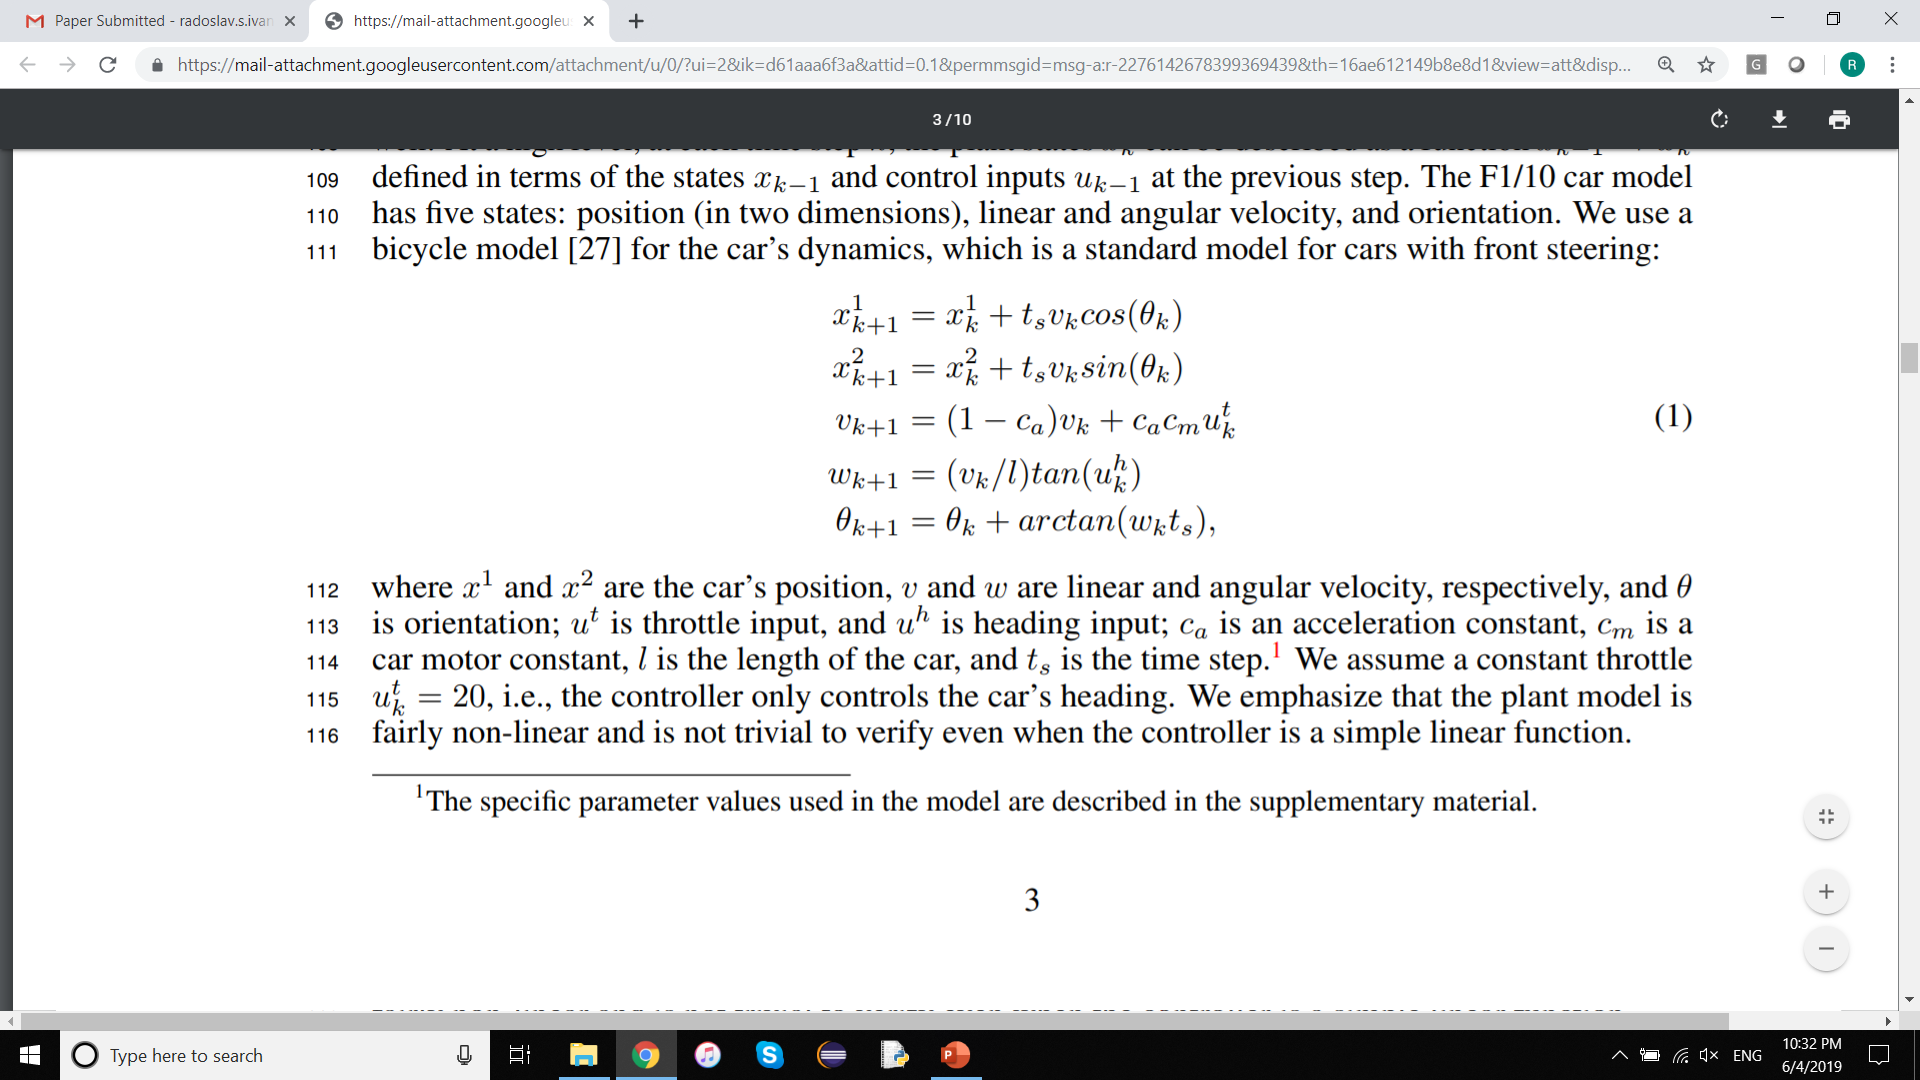 Paper Submitted - radoslav.s.ivan
https://mail-attachment.googleu
https://mail-attachment.googleusercontent.com/attachment/u/0/?ui=2&ik=d61aaa6f3a&attid=0.1&permmsgid=msg-a:r-2276142678399369439&th=16ae612149b8e8d1&view=att&disp...
G
R
3 / 10
109 defined in terms of the states x_{k−1} and control inputs u_{k−1} at the previous step. The F1/10 car model
110 has five states: position (in two dimensions), linear and angular velocity, and orientation. We use a
111 bicycle model [27] for the car's dynamics, which is a standard model for cars with front steering:
x^1_{k+1} = x^1_k + t_s v_k cos(θ_k)
x^2_{k+1} = x^2_k + t_s v_k sin(θ_k)
v_{k+1} = (1 − c_a)v_k + c_a c_m u^t_k (1)
w_{k+1} = (v_k/l)tan(u^h_k)
θ_{k+1} = θ_k + arctan(w_k t_s),
112 where x^1 and x^2 are the car's position, v and w are linear and angular velocity, respectively, and θ
113 is orientation; u^t is throttle input, and u^h is heading input; c_a is an acceleration constant, c_m is a
114 car motor constant, l is the length of the car, and t_s is the time step.^1 We assume a constant throttle
115 u^t_k = 20, i.e., the controller only controls the car's heading. We emphasize that the plant model is
116 fairly non-linear and is not trivial to verify even when the controller is a simple linear function.
^1The specific parameter values used in the model are described in the supplementary material.
3
Type here to search
ENG
10:32 PM
6/4/2019